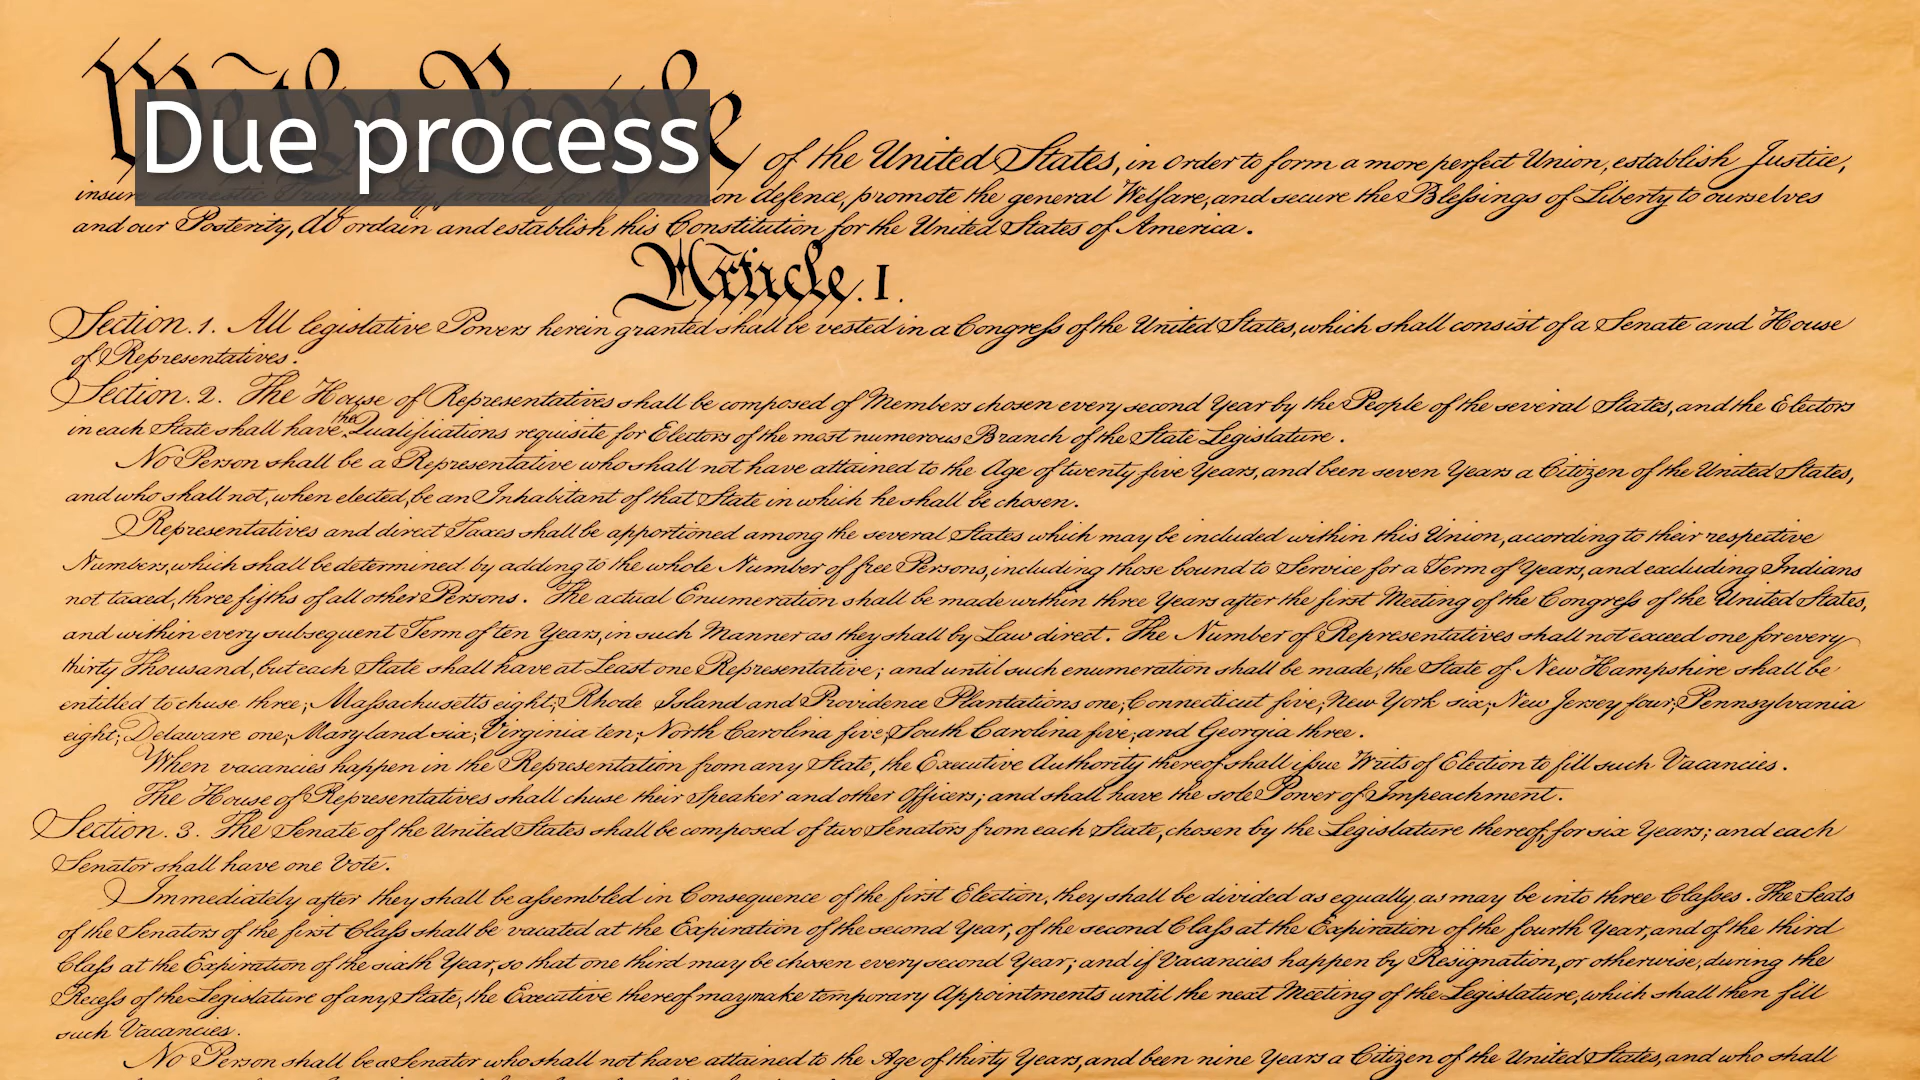 Due process
We the People
of the United States, in Order to form a more perfect Union, establish Justice,
insure domestic Tranquility, provide for the common defence, promote the general Welfare, and secure the Blessings of Liberty to ourselves
and our Posterity, do ordain and establish this Constitution for the United States of America.
Article. I.
Section. 1. All legislative Powers herein granted shall be vested in a Congress of the United States, which shall consist of a Senate and House
of Representatives.
Section. 2. The House of Representatives shall be composed of Members chosen every second Year by the People of the several States, and the Electors
in each State shall have the Qualifications requisite for Electors of the most numerous Branch of the State Legislature.
No Person shall be a Representative who shall not have attained to the Age of twenty five Years, and been seven Years a Citizen of the United States,
and who shall not, when elected, be an Inhabitant of that State in which he shall be chosen.
Representatives and direct Taxes shall be apportioned among the several States which may be included within this Union, according to their respective
Numbers, which shall be determined by adding to the whole Number of free Persons, including those bound to Service for a Term of Years, and excluding Indians
not taxed, three fifths of all other Persons. The actual Enumeration shall be made within three Years after the first Meeting of the Congress of the United States,
and within every subsequent Term of ten Years, in such Manner as they shall by Law direct. The Number of Representatives shall not exceed one for every
thirty Thousand, but each State shall have at Least one Representative; and until such enumeration shall be made, the State of New Hampshire shall be
entitled to chuse three, Massachusetts eight, Rhode Island and Providence Plantations one, Connecticut five, New York six, New Jersey four, Pennsylvania
eight, Delaware one, Maryland six, Virginia ten, North Carolina five, South Carolina five, and Georgia three.
When vacancies happen in the Representation from any State, the Executive Authority thereof shall issue Writs of Election to fill such Vacancies.
The House of Representatives shall chuse their Speaker and other Officers; and shall have the sole Power of Impeachment.
Section. 3. The Senate of the United States shall be composed of two Senators from each State, chosen by the Legislature thereof, for six Years; and each
Senator shall have one Vote.
Immediately after they shall be assembled in Consequence of the first Election, they shall be divided as equally as may be into three Classes. The Seats
of the Senators of the first Class shall be vacated at the Expiration of the second Year, of the second Class at the Expiration of the fourth Year, and of the third
Class at the Expiration of the sixth Year, so that one third may be chosen every second Year; and if Vacancies happen by Resignation, or otherwise, during the
Recess of the Legislature of any State, the Executive thereof may make temporary Appointments until the next Meeting of the Legislature, which shall then fill
such Vacancies.
No Person shall be a Senator who shall not have attained to the Age of thirty Years, and been nine Years a Citizen of the United States, and who shall